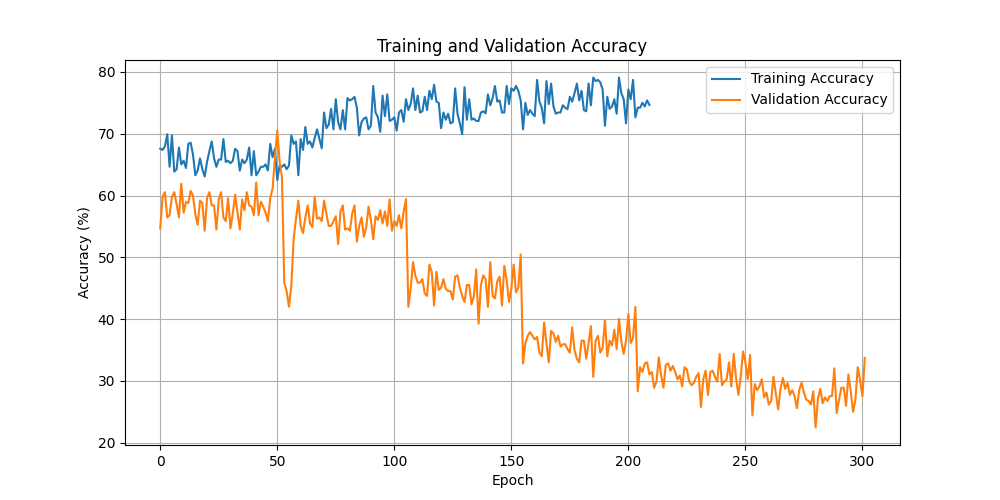 Training and Validation Accuracy
Training Accuracy
Validation Accuracy
Accuracy (%)
80
70
60
50
40
30
20
0 50 100 150 200 250 300
Epoch